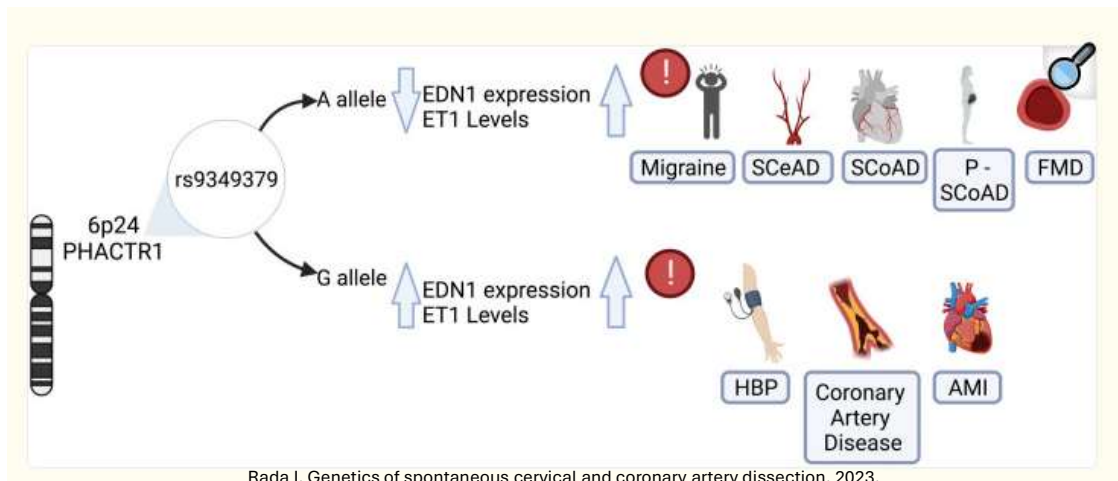 A allele
EDN1 expression
ET1 Levels
!
Migraine
SCeAD
SCoAD
P -
SCoAD
FMD
rs9349379
6p24
PHACTR1
G allele
EDN1 expression
ET1 Levels
!
HBP
Coronary
Artery
Disease
AMI
Rada I. Genetics of spontaneous cervical and coronary artery dissection. 2023.